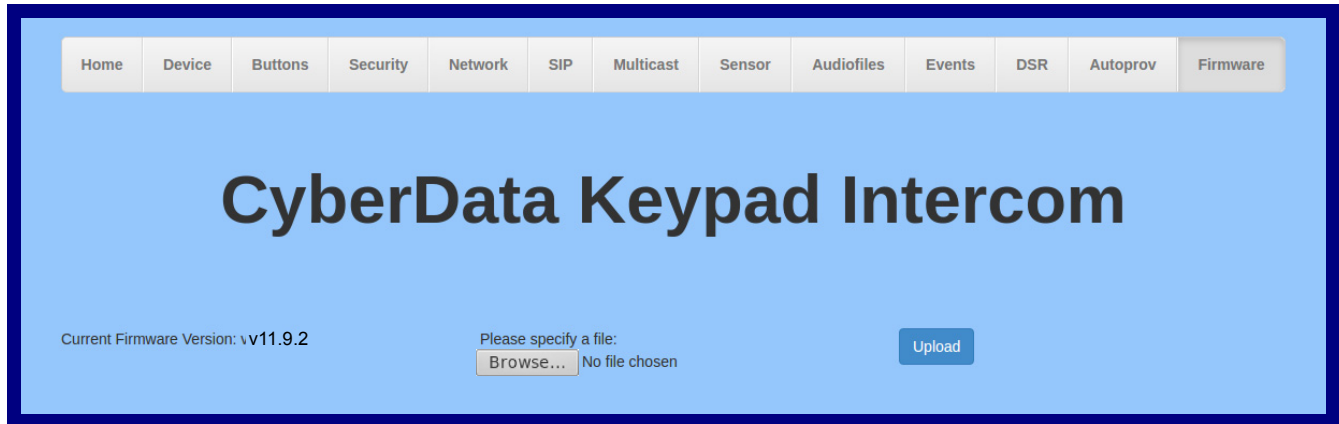 Home Device Buttons Security Network SIP Multicast Sensor Audiofiles Events DSR Autoprov Firmware
CyberData Keypad Intercom
Current Firmware Version: v11.9.2
Please specify a file:
Browse... No file chosen
Upload